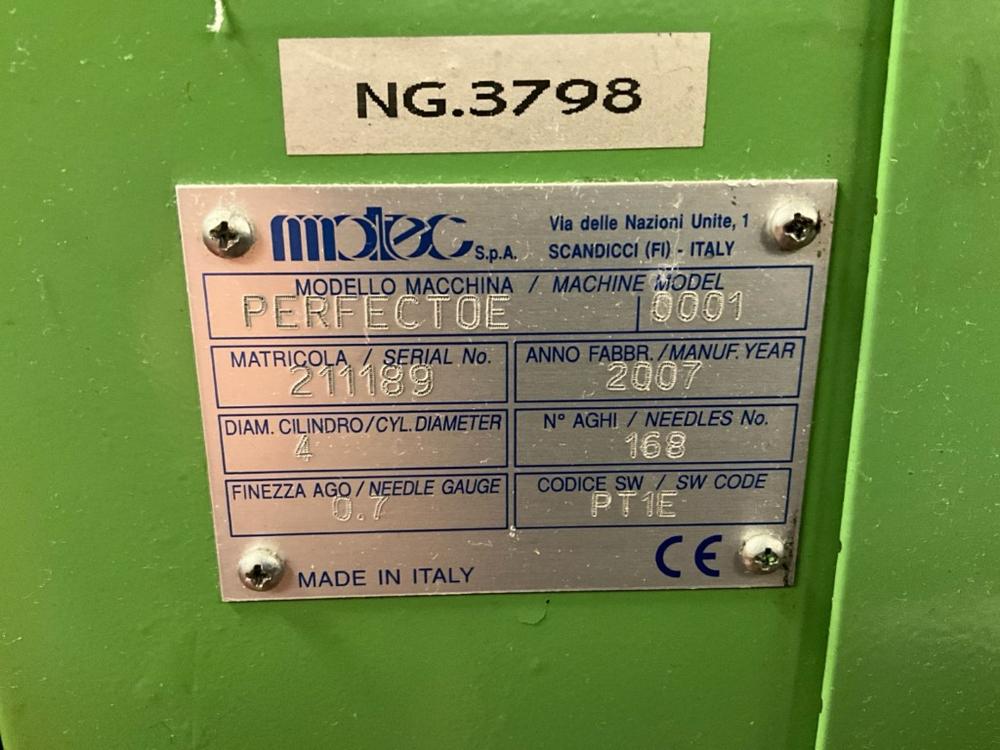 NG.3798
motec S.p.A.
Via delle Nazioni Unite, 1
SCANDICCI (FI) - ITALY
MODELLO MACCHINA / MACHINE MODEL
PERFECTOE 0001
MATRICOLA / SERIAL No.
211189
ANNO FABBR./MANUF. YEAR
2007
DIAM. CILINDRO/CYL. DIAMETER
4
N° AGHI / NEEDLES No.
168
FINEZZA AGO/NEEDLE GAUGE
0.7
CODICE SW / SW CODE
PT1E
MADE IN ITALY
CE